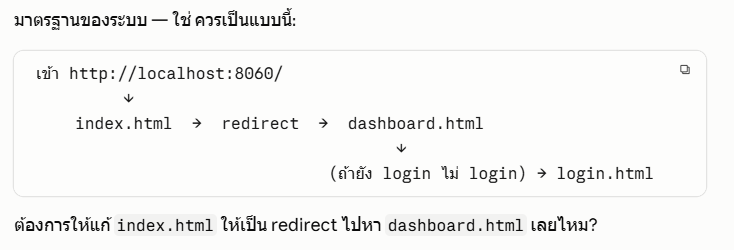 มาตรฐานของระบบ — ใช่ ควรเป็นแบบนี้:
เข้า http://localhost:8060/
↓
index.html → redirect → dashboard.html
↓
(ถ้ายัง login ไม่ login) → login.html
ต้องการให้แก้ index.html ให้เป็น redirect ไปหา dashboard.html เลยไหม?